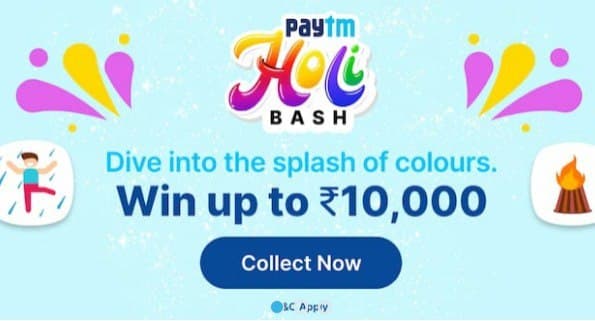 paytm
Holi
BASH
Dive into the splash of colours.
Win up to ₹10,000
Collect Now
&C Apply